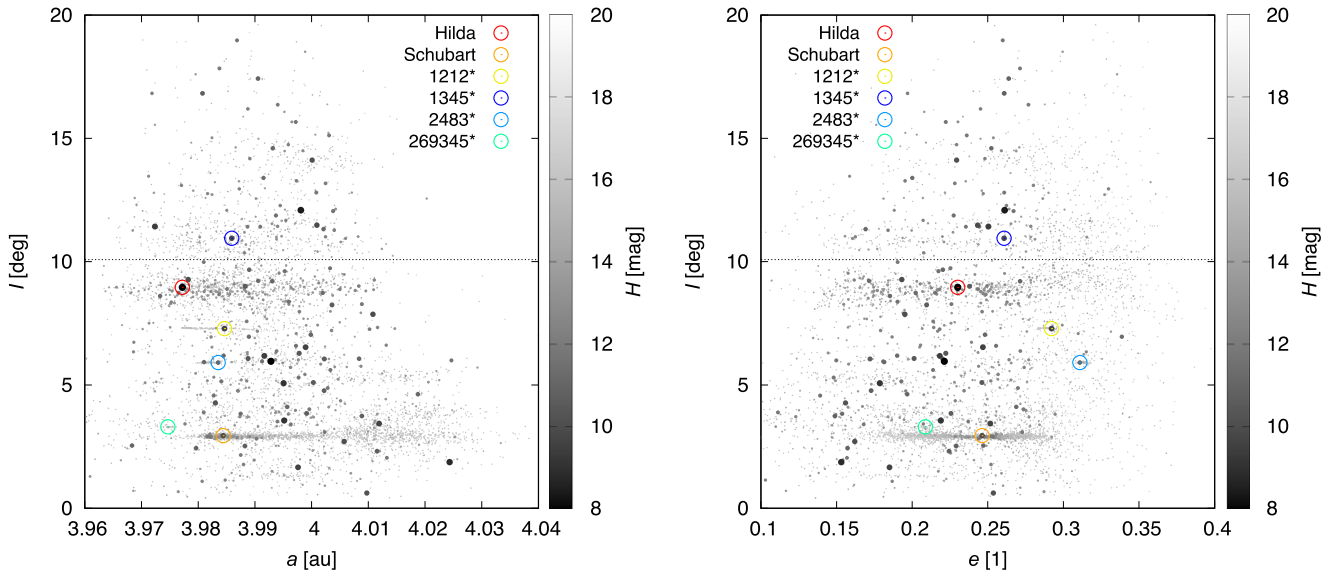 Hilda
Schubart
1212*
1345*
2483*
269345*
20
15
10
5
0
I [deg]
3.96 3.97 3.98 3.99 4 4.01 4.02 4.03 4.04
a [au]
20
18
16
14
12
10
8
H [mag]
Hilda
Schubart
1212*
1345*
2483*
269345*
20
15
10
5
0
I [deg]
0.1 0.15 0.2 0.25 0.3 0.35 0.4
e [1]
20
18
16
14
12
10
8
H [mag]